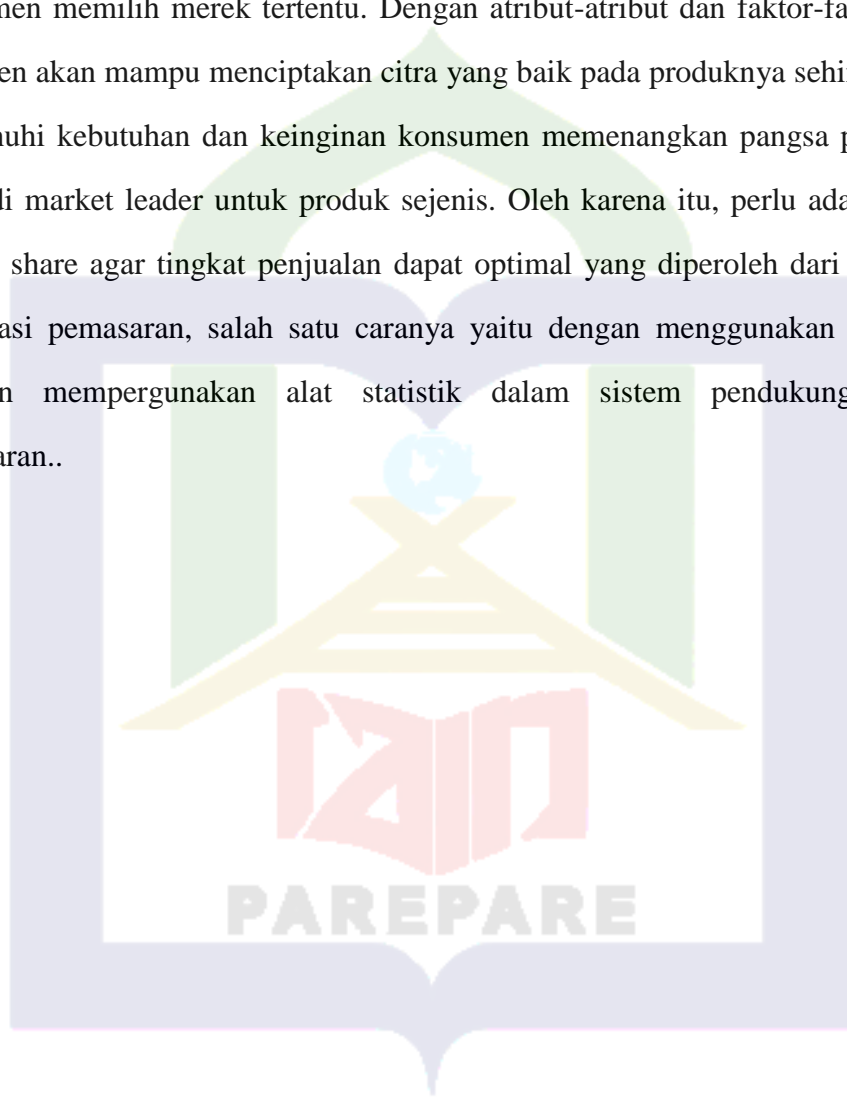 men memilih merek tertentu. Dengan atribut-atribut dan faktor-fa
en akan mampu menciptakan citra yang baik pada produknya sehi
uhi kebutuhan dan keinginan konsumen memenangkan pangsa p
di market leader untuk produk sejenis. Oleh karena itu, perlu ada
share agar tingkat penjualan dapat optimal yang diperoleh dari
asi pemasaran, salah satu caranya yaitu dengan menggunakan
n mempergunakan alat statistik dalam sistem pendukung
aran..
iain
PAREPARE